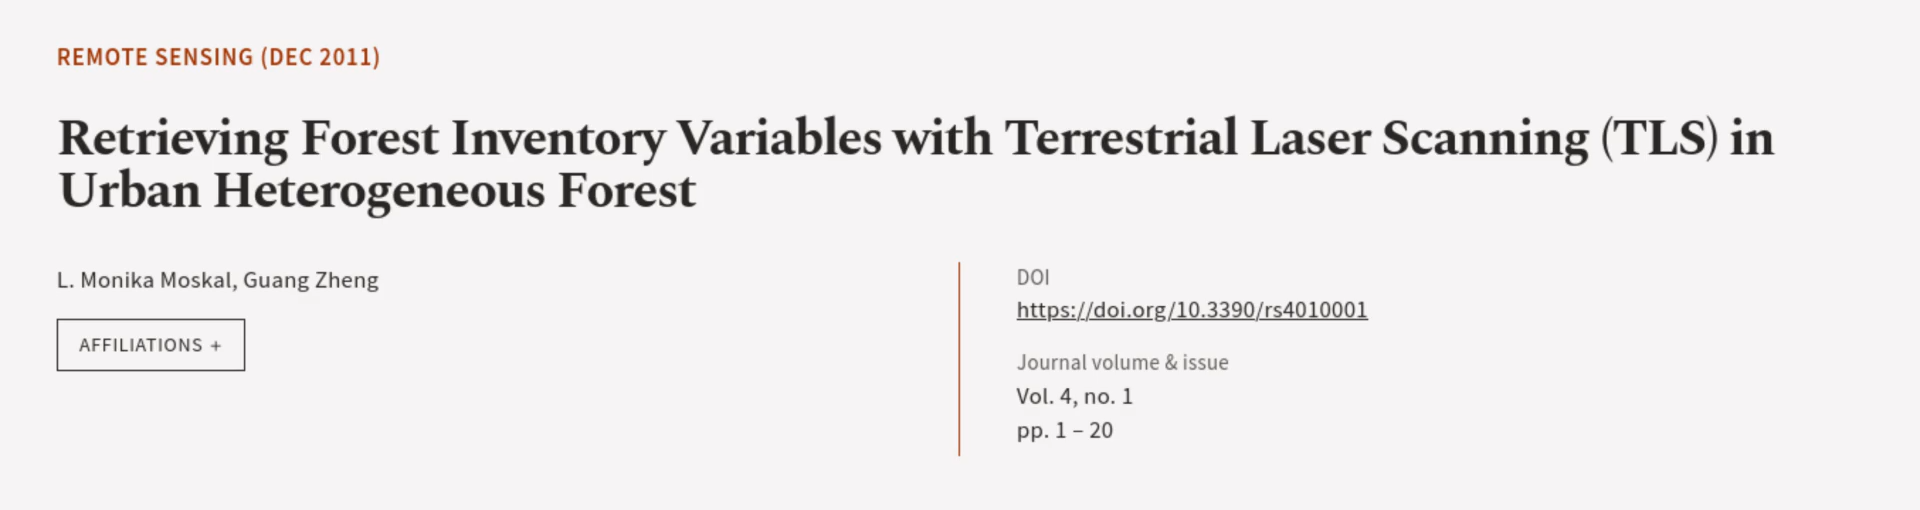 REMOTE SENSING (DEC 2011)
Retrieving Forest Inventory Variables with Terrestrial Laser Scanning (TLS) in
Urban Heterogeneous Forest
L. Monika Moskal, Guang Zheng
AFFILIATIONS +
DOI
https://doi.org/10.3390/rs4010001
Journal volume & issue
Vol. 4, no. 1
pp. 1 – 20